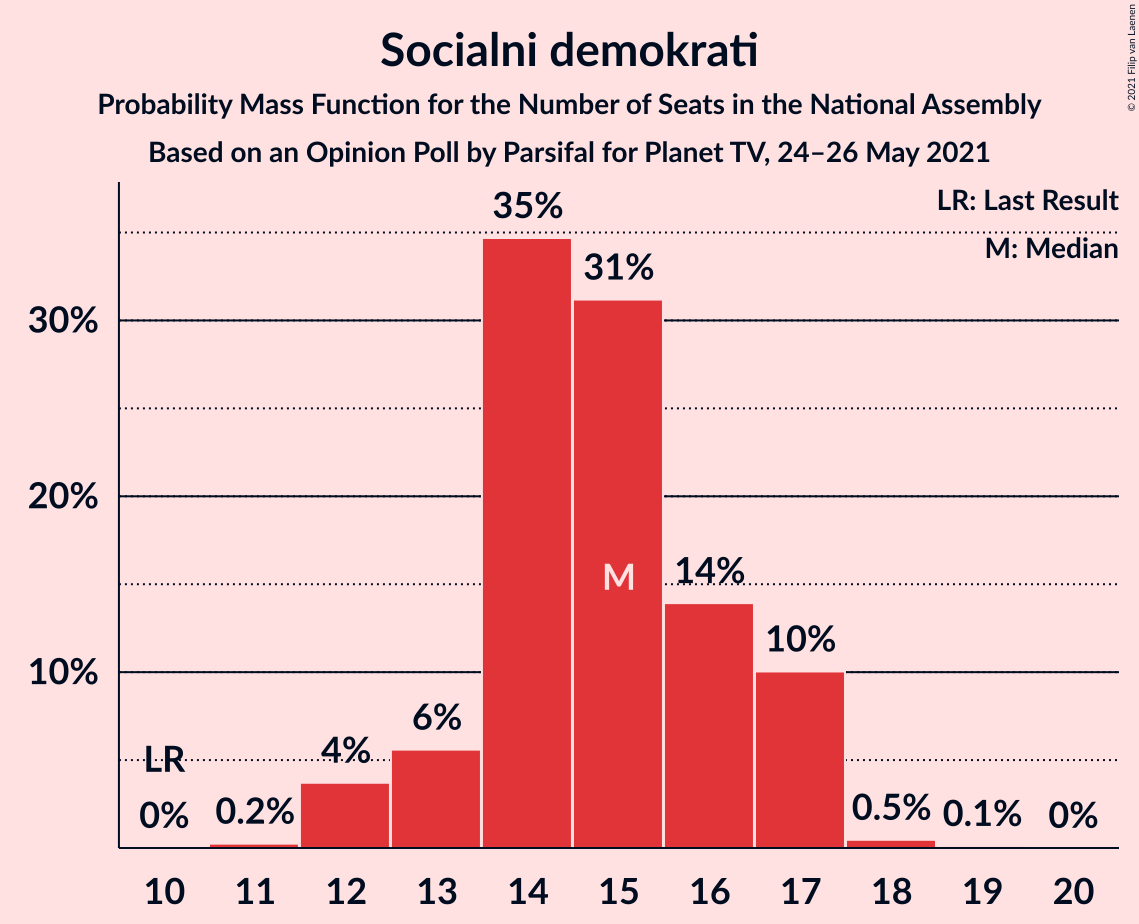 Socialni demokrati
Probability Mass Function for the Number of Seats in the National Assembly
Based on an Opinion Poll by Parsifal for Planet TV, 24–26 May 2021
© 2021 Filip van Laenen
LR: Last Result
M: Median
35%
31%
30%
20%
M
14%
10%
10%
6%
LR
4%
0%
0.2%
0.5%
0.1%
0%
10 11 12 13 14 15 16 17 18 19 20